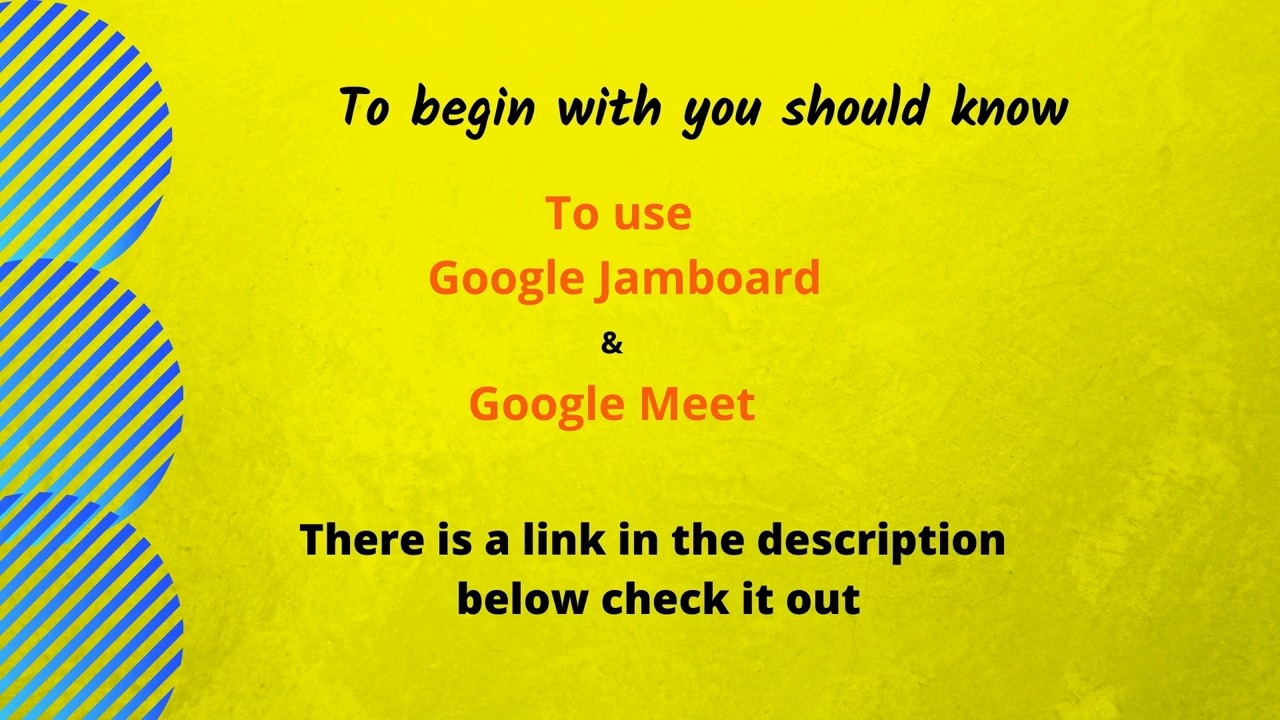 To begin with you should know
To use
Google Jamboard
&
Google Meet
There is a link in the description
below check it out